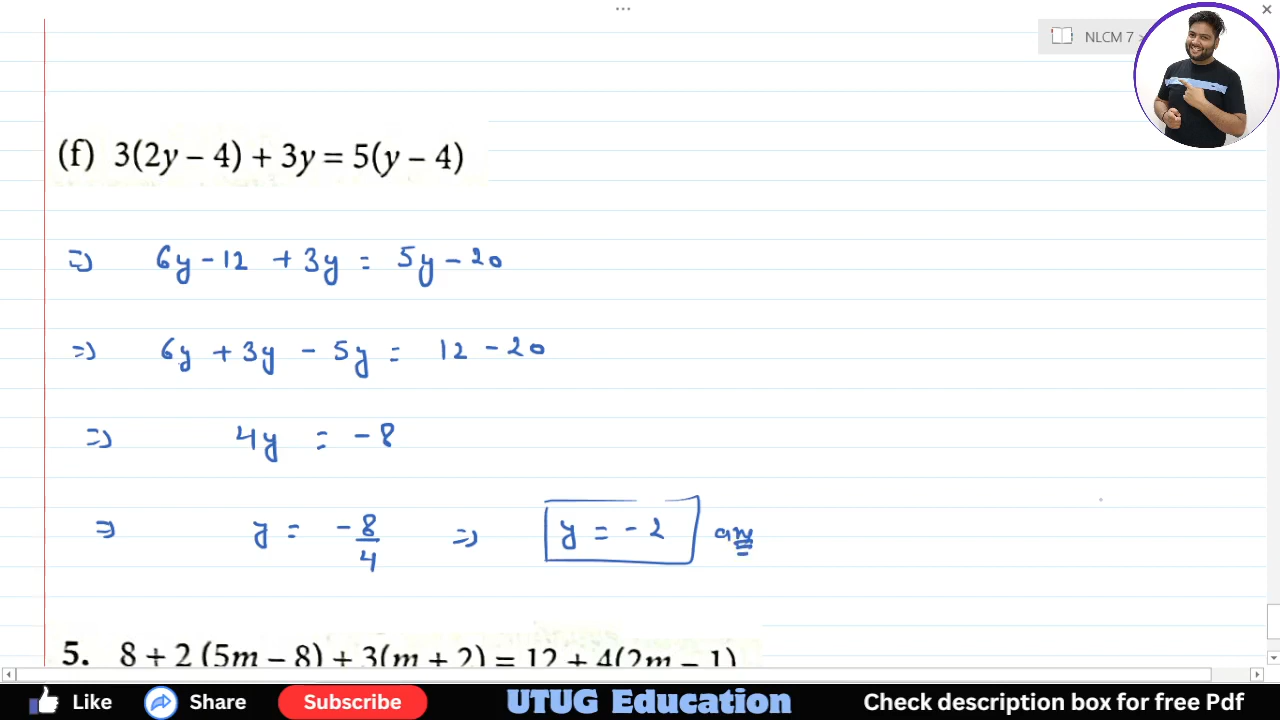 ...
×
NLCM 7 >
(f) 3(2y – 4) + 3y = 5(y – 4)
⇒ 6y - 12 + 3y = 5y - 20
⇒ 6y + 3y - 5y = 12 - 20
⇒ 4y = - 8
⇒ y = - 8/4 ⇒ y = - 2 ans
5. 8 + 2 (5m – 8) + 3(m + 2) = 12 + 4(2m – 1)
Like Share Subscribe UTUG Education Check description box for free Pdf